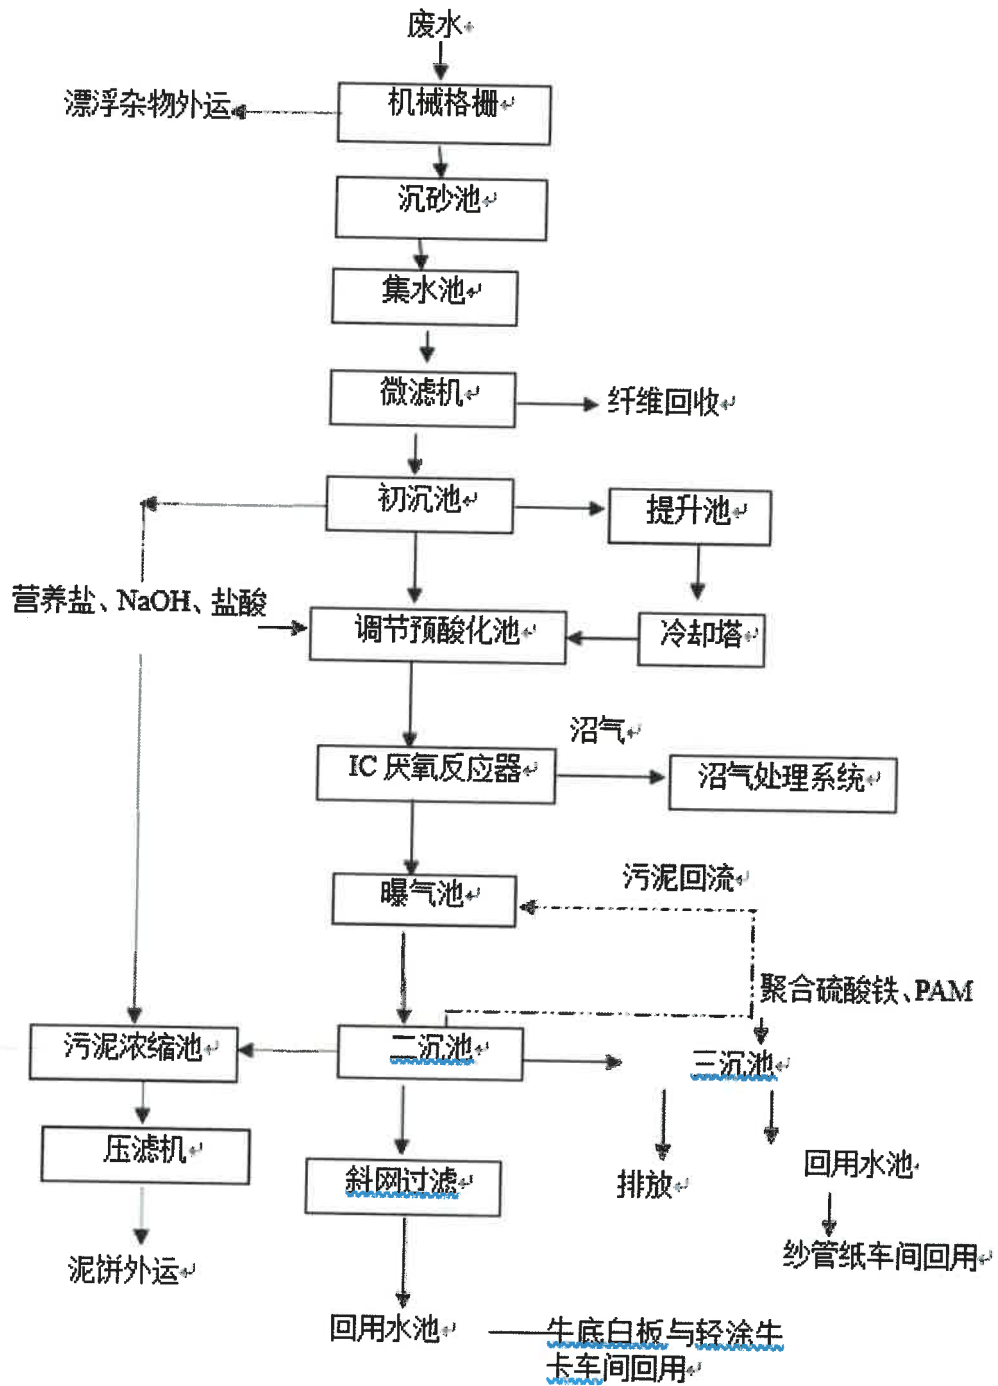 废水
漂浮杂物外运
机械格栅
沉砂池
集水池
微滤机
纤维回收
初沉池
提升池
营养盐、NaOH、盐酸
调节预酸化池
冷却塔
沼气
IC 厌氧反应器
沼气处理系统
曝气池
污泥回流
聚合硫酸铁、PAM
污泥浓缩池
二沉池
三沉池
压滤机
斜网过滤
排放
回用水池
泥饼外运
纱管纸车间回用
回用水池
牛底白板与轻涂牛
卡车间回用